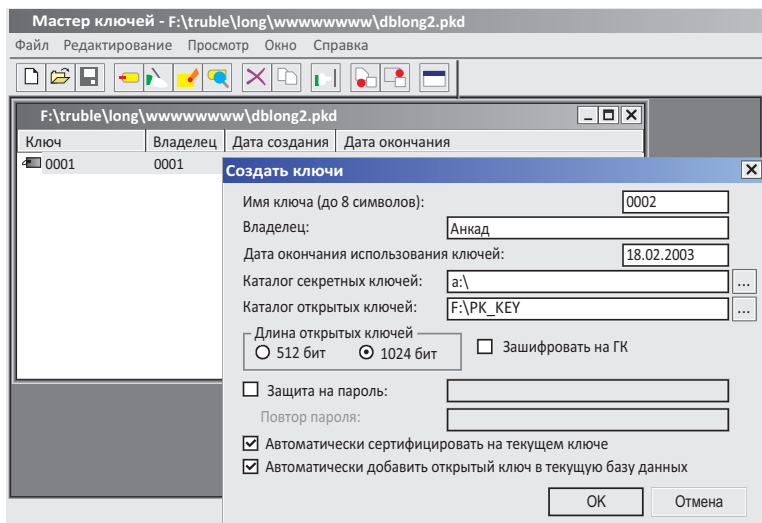 Мастер ключей - F:\truble\long\wwwwwwww\dblong2.pkd
Файл Редактирование Просмотр Окно Справка
F:\truble\long\wwwwwwww\dblong2.pkd
Ключ Владелец Дата создания Дата окончания
0001 0001
Создать ключи
Имя ключа (до 8 символов): 0002
Владелец: Анкад
Дата окончания использования ключей: 18.02.2003
Каталог секретных ключей: a:\ ...
Каталог открытых ключей: F:\PK_KEY ...
Длина открытых ключей
512 бит 1024 бит Зашифровать на ГК
Защита на пароль:
Повтор пароля:
Автоматически сертифицировать на текущем ключе
Автоматически добавить открытый ключ в текущую базу данных
OK Отмена